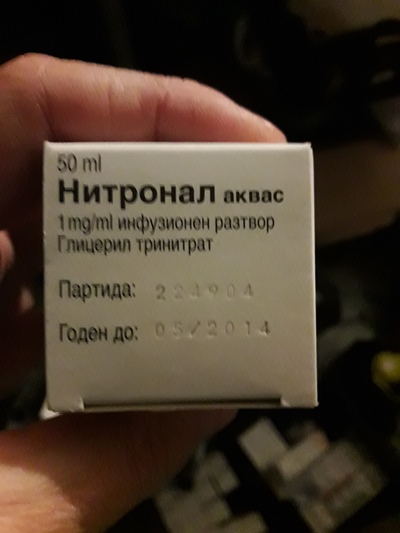 50 ml
Нитронал аквас
1 mg/ml инфузионен разтвор
Глицерил тринитрат
Партида: 224904
Годен до: 05/2014